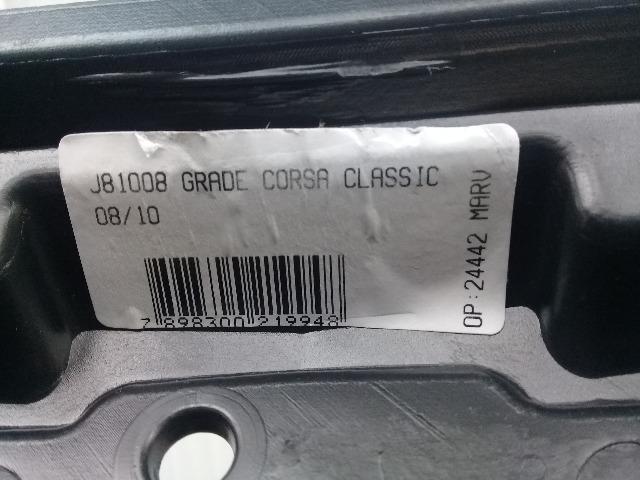 J81008 GRADE CORSA CLASSIC
08/10
7 898300 219948
OP:24442 MARV